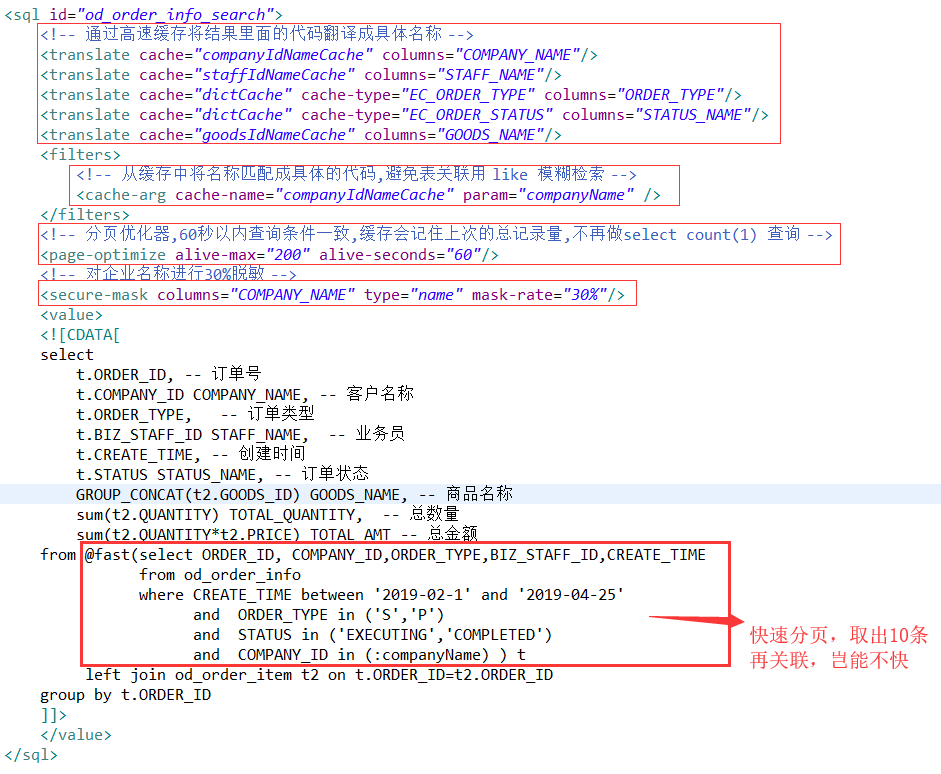 <sql id="od_order_info_search">
<!-- 通过高速缓存将结果里面的代码翻译成具体名称 -->
<translate cache="companyIdNameCache" columns="COMPANY_NAME"/>
<translate cache="staffIdNameCache" columns="STAFF_NAME"/>
<translate cache="dictCache" cache-type="EC_ORDER_TYPE" columns="ORDER_TYPE"/>
<translate cache="dictCache" cache-type="EC_ORDER_STATUS" columns="STATUS_NAME"/>
<translate cache="goodsIdNameCache" columns="GOODS_NAME"/>
<filters>
<!-- 从缓存中将名称匹配成具体的代码,避免表关联用 like 模糊检索 -->
<cache-arg cache-name="companyIdNameCache" param="companyName" />
</filters>
<!-- 分页优化器,60秒以内查询条件一致,缓存会记住上次的总记录量,不再做select count(1) 查询 -->
<page-optimize alive-max="200" alive-seconds="60"/>
<!-- 对企业名称进行30%脱敏 -->
<secure-mask columns="COMPANY_NAME" type="name" mask-rate="30%"/>
<value>
<![CDATA[
select
t.ORDER_ID, -- 订单号
t.COMPANY_ID COMPANY_NAME, -- 客户名称
t.ORDER_TYPE, -- 订单类型
t.BIZ_STAFF_ID STAFF_NAME, -- 业务员
t.CREATE_TIME, -- 创建时间
t.STATUS STATUS_NAME, -- 订单状态
GROUP_CONCAT(t2.GOODS_ID) GOODS_NAME, -- 商品名称
sum(t2.QUANTITY) TOTAL_QUANTITY, -- 总数量
sum(t2.QUANTITY*t2.PRICE) TOTAL_AMT -- 总金额
from @fast(select ORDER_ID, COMPANY_ID,ORDER_TYPE,BIZ_STAFF_ID,CREATE_TIME
from od_order_info
where CREATE_TIME between '2019-02-1' and '2019-04-25'
and ORDER_TYPE in ('S','P')
and STATUS in ('EXECUTING','COMPLETED')
and COMPANY_ID in (:companyName) ) t
left join od_order_item t2 on t.ORDER_ID=t2.ORDER_ID
group by t.ORDER_ID
]]>
</value>
</sql>
快速分页，取出10条
再关联，岂能不快